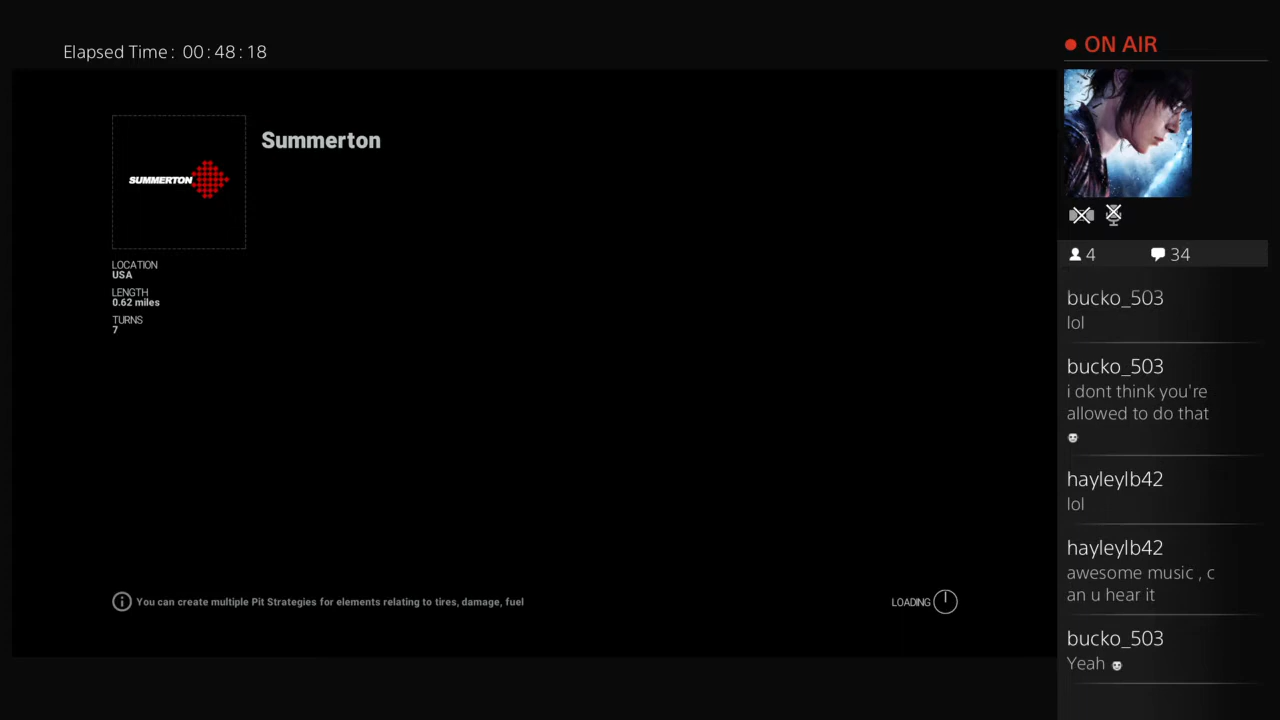 Elapsed Time: 00:48:18
ON AIR
Summerton
SUMMERTON
LOCATION
USA
LENGTH
0.62 miles
TURNS
7
You can create multiple Pit Strategies for elements relating to tires, damage, fuel
LOADING
4 34
bucko_503
lol
bucko_503
i dont think you're
allowed to do that
hayleylb42
lol
hayleylb42
awesome music , c
an u hear it
bucko_503
Yeah